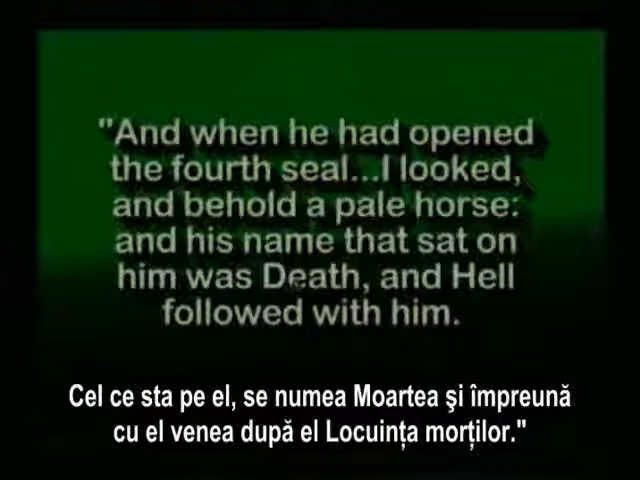 "And when he had opened
the fourth seal...I looked,
and behold a pale horse:
and his name that sat on
him was Death, and Hell
followed with him.
Cel ce sta pe el, se numea Moartea şi împreună
cu el venea după el Locuinţa morţilor."